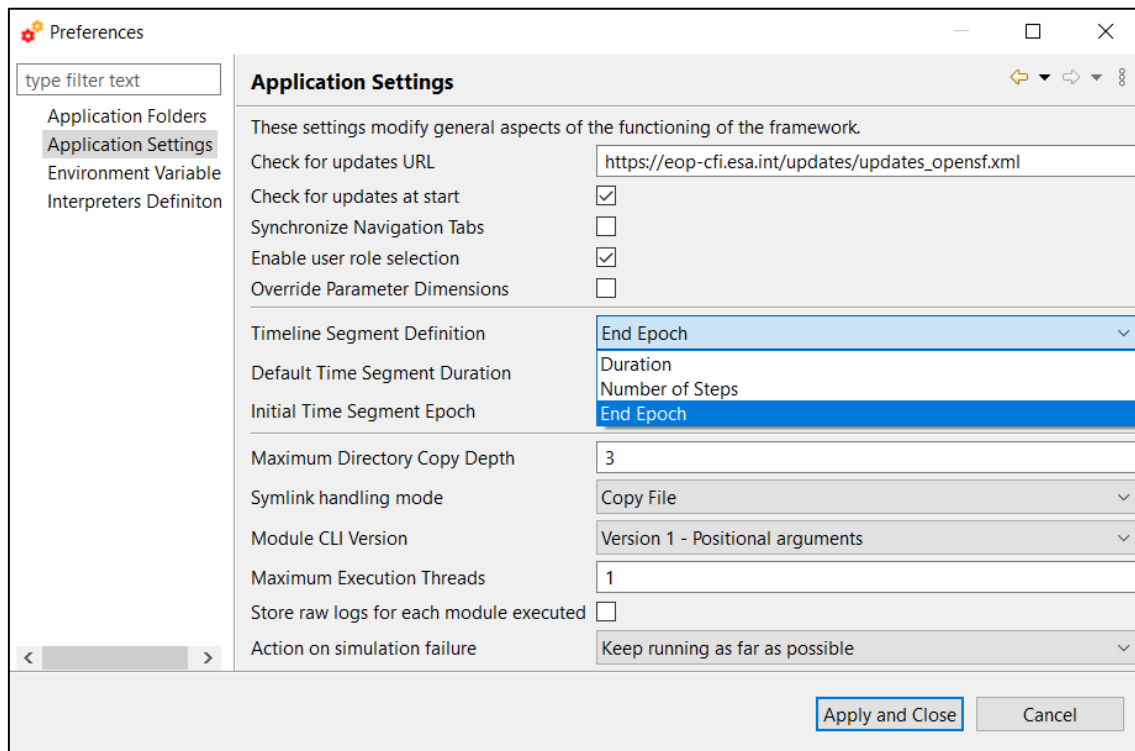 Preferences
type filter text
Application Folders
Application Settings
Environment Variable
Interpreters Definiton
Application Settings
These settings modify general aspects of the functioning of the framework.
Check for updates URL https://eop-cfi.esa.int/updates/updates_opensf.xml
Check for updates at start
Synchronize Navigation Tabs
Enable user role selection
Override Parameter Dimensions
Timeline Segment Definition End Epoch
Duration
Default Time Segment Duration
Number of Steps
Initial Time Segment Epoch End Epoch
Maximum Directory Copy Depth 3
Symlink handling mode Copy File
Module CLI Version Version 1 - Positional arguments
Maximum Execution Threads 1
Store raw logs for each module executed
Action on simulation failure Keep running as far as possible
Apply and Close Cancel